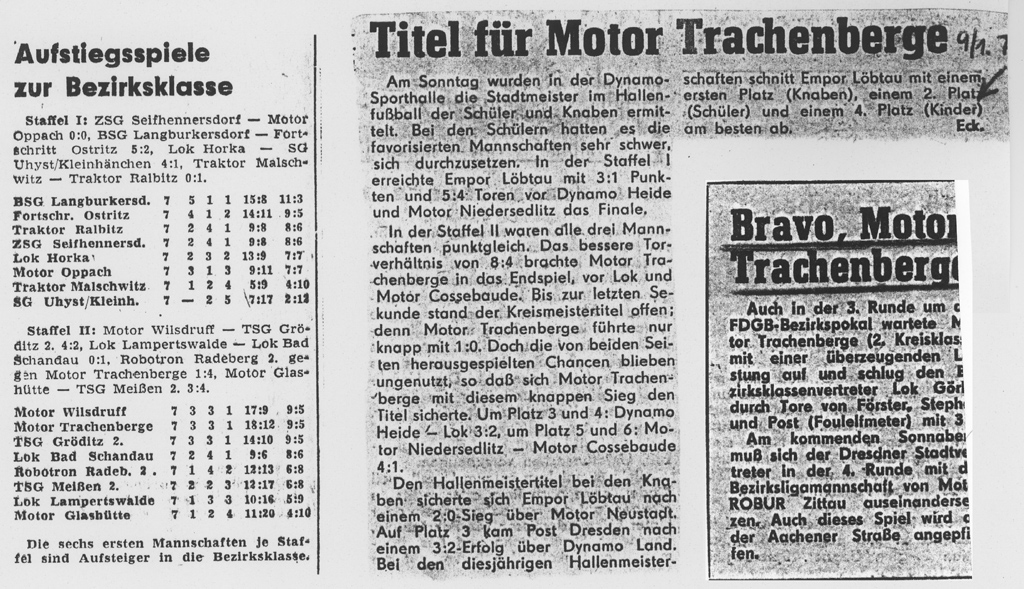 Aufstiegsspiele
zur Bezirksklasse
Staffel I: ZSG Seifhennersdorf — Motor
Oppach 0:0, BSG Langburkersdorf — Fort-
schritt Ostritz 5:2, Lok Horka — SG
Uhyst/Kleinhänchen 4:1, Traktor Malsch-
witz — Traktor Ralbitz 0:1.
BSG Langburkersd. 7 5 1 1 15:8 11:3
Fortschr. Ostritz 7 4 1 2 14:11 9:5
Traktor Ralbitz 7 2 4 1 9:8 8:6
ZSG Seifhennersd. 7 2 4 1 9:8 8:6
Lok Horka 7 2 3 2 13:9 7:7
Motor Oppach 7 3 1 3 9:11 7:7
Traktor Malschwitz 7 1 2 4 5:9 4:10
SG Uhyst/Kleinh. 7 — 2 5 7:17 2:12
Staffel II: Motor Wilsdruff — TSG Grö-
ditz 2. 4:2, Lok Lampertswalde — Lok Bad
Schandau 0:1, Robotron Radeberg 2. ge-
gen Motor Trachenberge 1:4, Motor Glas-
hütte — TSG Meißen 2. 3:4.
Motor Wilsdruff 7 3 3 1 17:9 9:5
Motor Trachenberge 7 3 3 1 18:12 9:5
TSG Gröditz 2. 7 3 3 1 14:10 9:5
Lok Bad Schandau 7 2 4 1 9:6 8:6
Robotron Radeb. 2. 7 1 4 2 12:13 6:8
TSG Meißen 2. 7 2 2 3 12:17 6:8
Lok Lampertswalde 7 1 3 3 10:16 5:9
Motor Glashütte 7 1 2 4 11:20 4:10
Die sechs ersten Mannschaften je Staf-
fel sind Aufsteiger in die Bezirksklasse.
Titel für Motor Trachenberge 9/1. 7
Am Sonntag wurden in der Dynamo-
Sporthalle die Stadtmeister im Hallen-
fußball der Schüler und Knaben ermit-
telt. Bei den Schülern hatten es die
favorisierten Mannschaften sehr schwer,
sich durchzusetzen. In der Staffel I
erreichte Empor Löbtau mit 3:1 Punk-
ten und 5:4 Toren vor Dynamo Heide
und Motor Niedersedlitz das Finale.
In der Staffel II waren alle drei Mann-
schaften punktgleich. Das bessere Tor-
verhältnis von 8:4 brachte Motor Tra-
chenberge in das Endspiel, vor Lok und
Motor Cossebaude. Bis zur letzten Se-
kunde stand der Kreismeistertitel offen;
denn Motor Trachenberge führte nur
knapp mit 1:0. Doch die von beiden Sei-
ten herausgespielten Chancen blieben
ungenutzt, so daß sich Motor Trachen-
berge mit diesem knappen Sieg den
Titel sicherte. Um Platz 3 und 4: Dynamo
Heide — Lok 3:2, um Platz 5 und 6: Mo-
tor Niedersedlitz — Motor Cossebaude
4:1.
Den Hallenmeistertitel bei den Kna-
ben sicherte sich Empor Löbtau nach
einem 2:0-Sieg über Motor Neustadt.
Auf Platz 3 kam Post Dresden nach
einem 3:2-Erfolg über Dynamo Land.
Bei den diesjährigen Hallenmeister-
schaften schnitt Empor Löbtau mit einem
ersten Platz (Knaben), einem 2. Platz
(Schüler) und einem 4. Platz (Kinder)
am besten ab. Eck.
Bravo, Motor
Trachenberge
Auch in der 3. Runde um d
FDGB-Bezirkspokal wartete M
tor Trachenberge (2. Kreisklas
mit einer überzeugenden L
stung auf und schlug den B
zirksklassenvertreter Lok Görl
durch Tore von Förster, Steph
und Post (Foulelfmeter) mit 3
Am kommenden Sonnaben
muß sich der Dresdner Stadtve
treter in der 4. Runde mit d
Bezirksligamannschaft von Mot
ROBUR Zittau auseinanderse
zen. Auch dieses Spiel wird a
der Aachener Straße angepfi
fen.